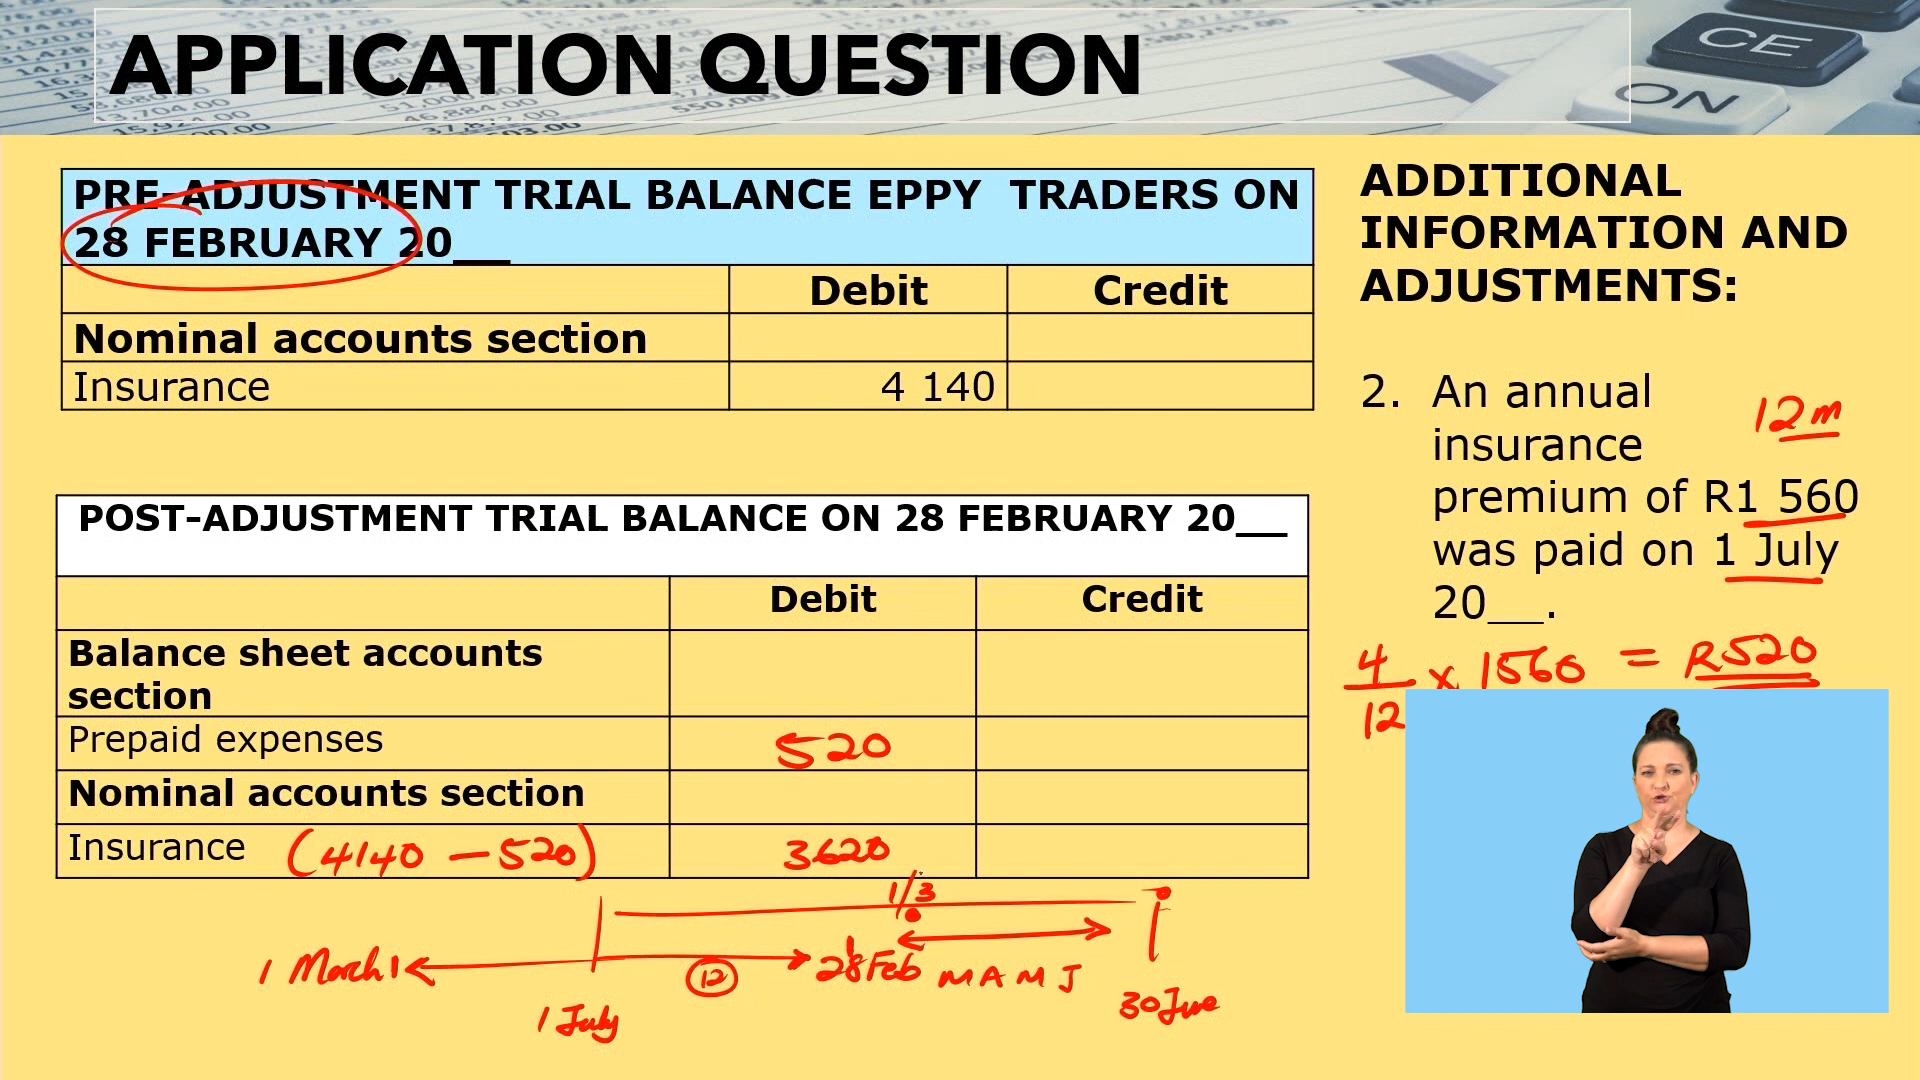 APPLICATION QUESTION
PRE-ADJUSTMENT TRIAL BALANCE EPPY TRADERS ON
28 FEBRUARY 20__
Debit Credit
Nominal accounts section
Insurance 4 140
POST-ADJUSTMENT TRIAL BALANCE ON 28 FEBRUARY 20__
Debit Credit
Balance sheet accounts
section
Prepaid expenses 520
Nominal accounts section
Insurance (4140 - 520) 3620
1/3
1 March 12 28 Feb M A M J
1 July 30 June
ADDITIONAL
INFORMATION AND
ADJUSTMENTS:
2. An annual
12m
insurance
premium of R1 560
was paid on 1 July
20__.
4/12 x 1560 = R520
CE
ON